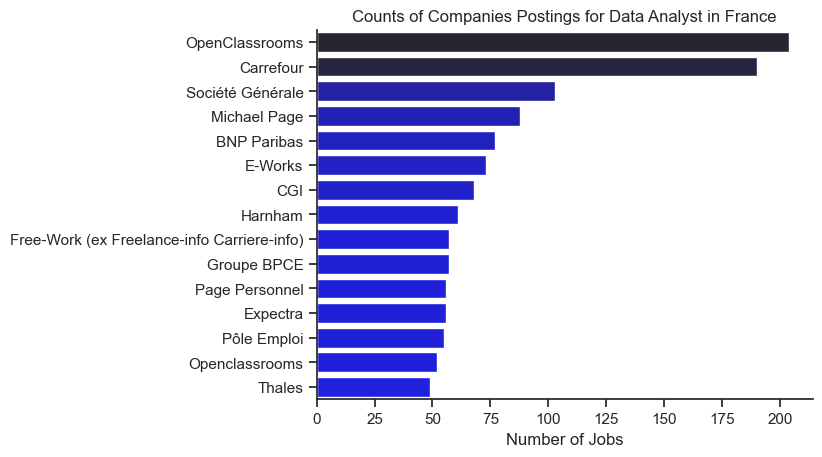 Counts of Companies Postings for Data Analyst in France
OpenClassrooms
Carrefour
Société Générale
Michael Page
BNP Paribas
E-Works
CGI
Harnham
Free-Work (ex Freelance-info Carriere-info)
Groupe BPCE
Page Personnel
Expectra
Pôle Emploi
Openclassrooms
Thales
0 25 50 75 100 125 150 175 200
Number of Jobs